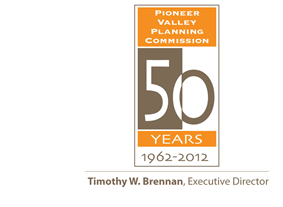 PIONEER
VALLEY
PLANNING
COMMISSION
50
YEARS
1962-2012
Timothy W. Brennan, Executive Director